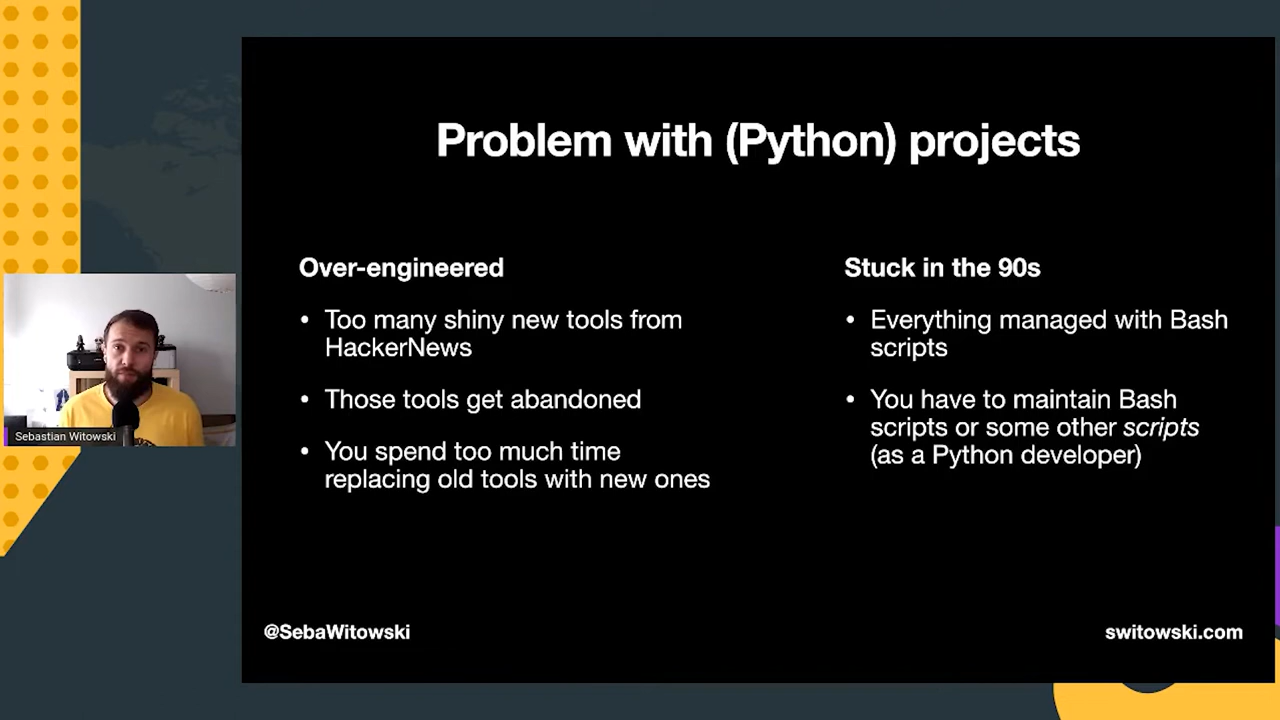 Problem with (Python) projects
Over-engineered
• Too many shiny new tools from
HackerNews
• Those tools get abandoned
• You spend too much time
replacing old tools with new ones
Stuck in the 90s
• Everything managed with Bash
scripts
• You have to maintain Bash
scripts or some other scripts
(as a Python developer)
Sebastian Witowski
@SebaWitowski
switowski.com